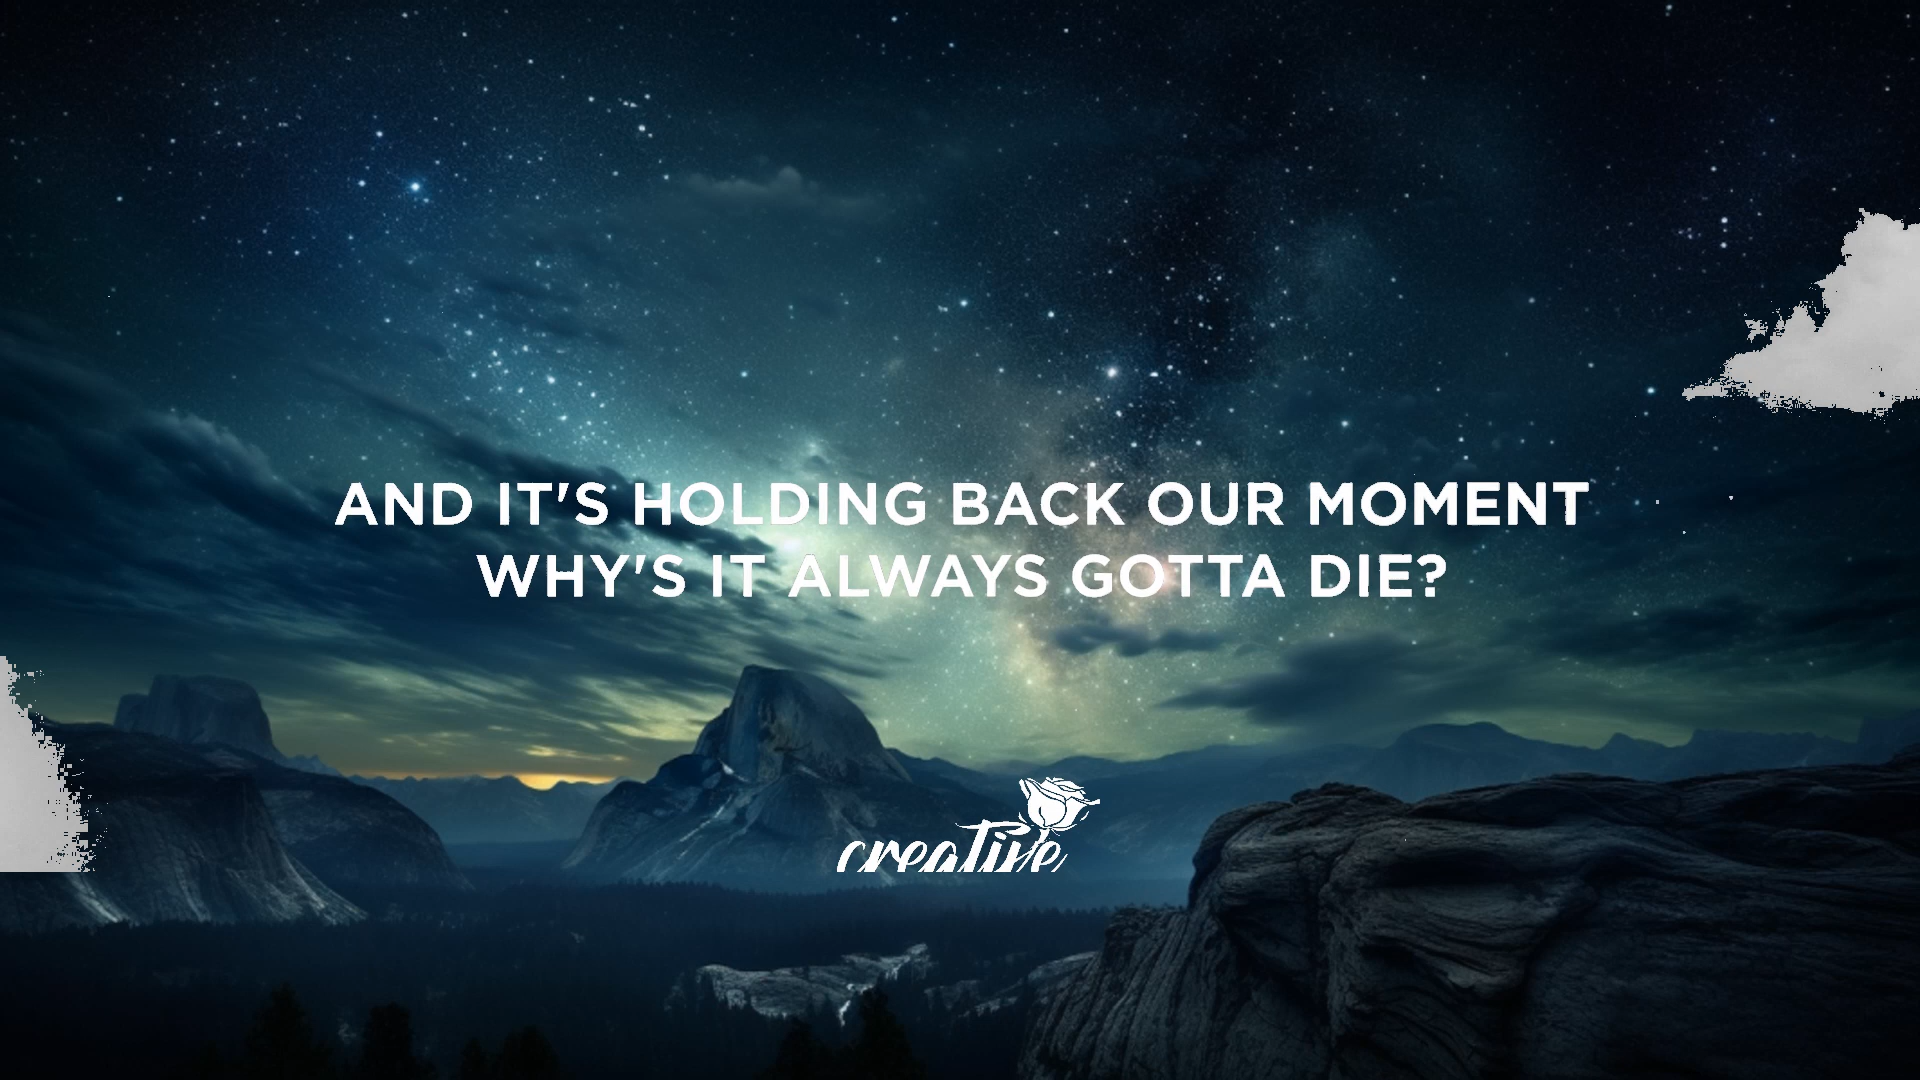 AND IT'S HOLDING BACK OUR MOMENT
WHY'S IT ALWAYS GOTTA DIE?
creative